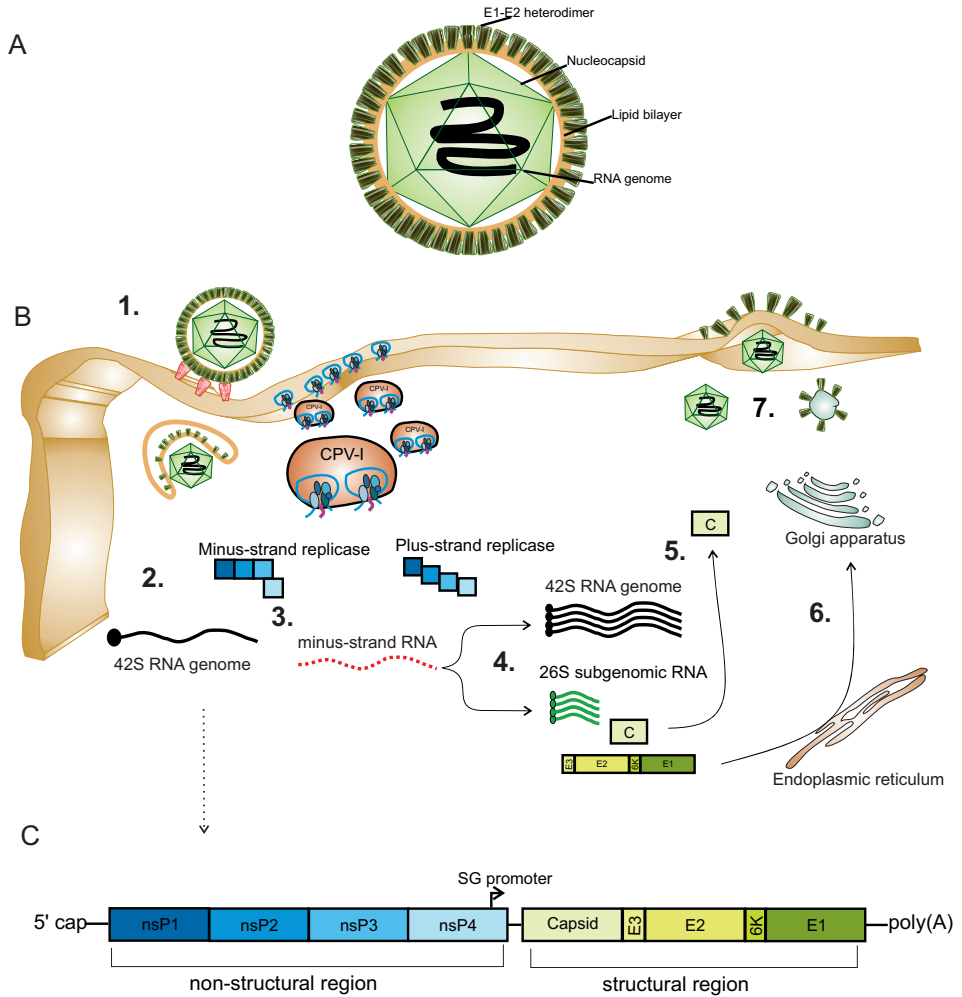 A
E1-E2 heterodimer
Nucleocapsid
Lipid bilayer
RNA genome
B
1.
CPV-I
CPV-I
CPV-I
CPV-I
7.
Golgi apparatus
2.
Minus-strand replicase
Plus-strand replicase
3.
42S RNA genome
minus-strand RNA
42S RNA genome
4.
26S subgenomic RNA
C
E3 E2 6K E1
5.
C
6.
Endoplasmic reticulum
C
SG promoter
5' cap nsP1 nsP2 nsP3 nsP4 Capsid E3 E2 6K E1 poly(A)
non-structural region
structural region